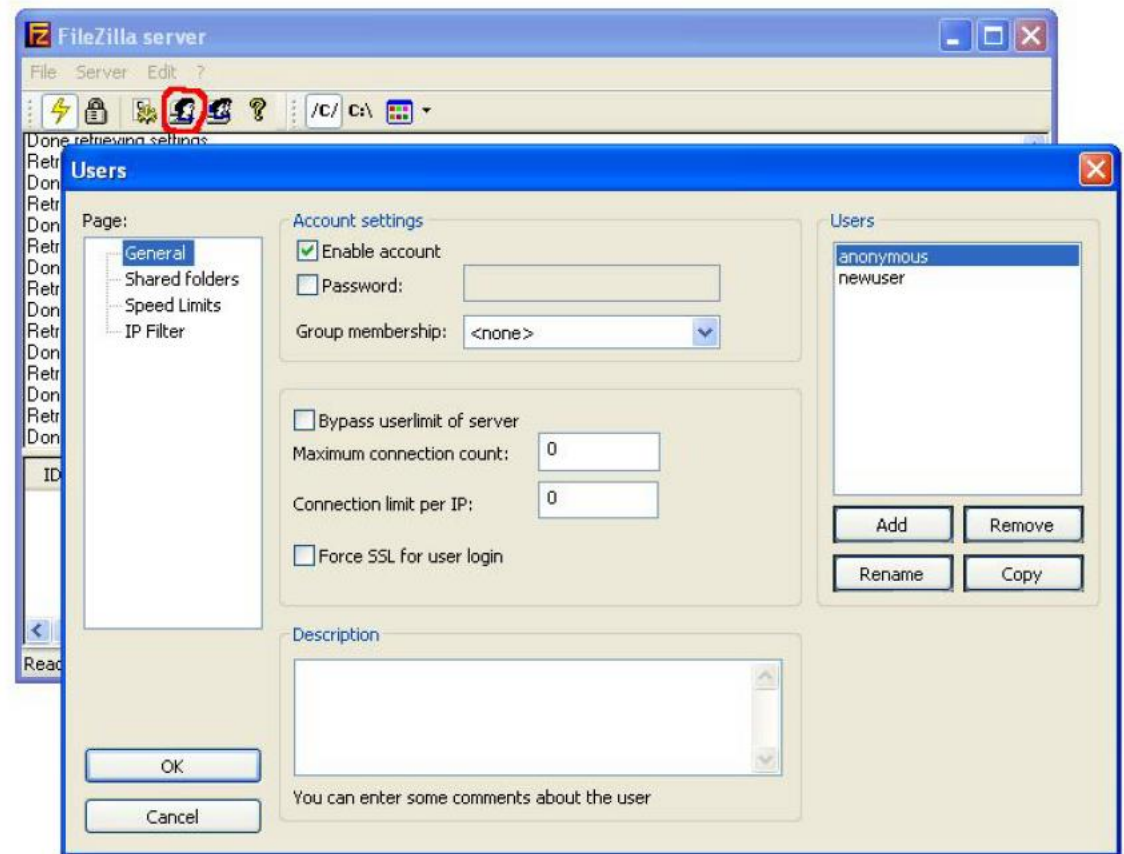 FileZilla server
File Server Edit ?
/C/ C:\
Done retrieving settings
Retr
Don
Retr
Don
Retr
Don
Retr
Don
Retr
Don
Retr
Don
Retr
Don
ID
Read
Users
Page:
General
Shared folders
Speed Limits
IP Filter
OK
Cancel
Account settings
Enable account
Password:
Group membership: <none>
Bypass userlimit of server
Maximum connection count: 0
Connection limit per IP: 0
Force SSL for user login
Description
You can enter some comments about the user
Users
anonymous
newuser
Add Remove
Rename Copy